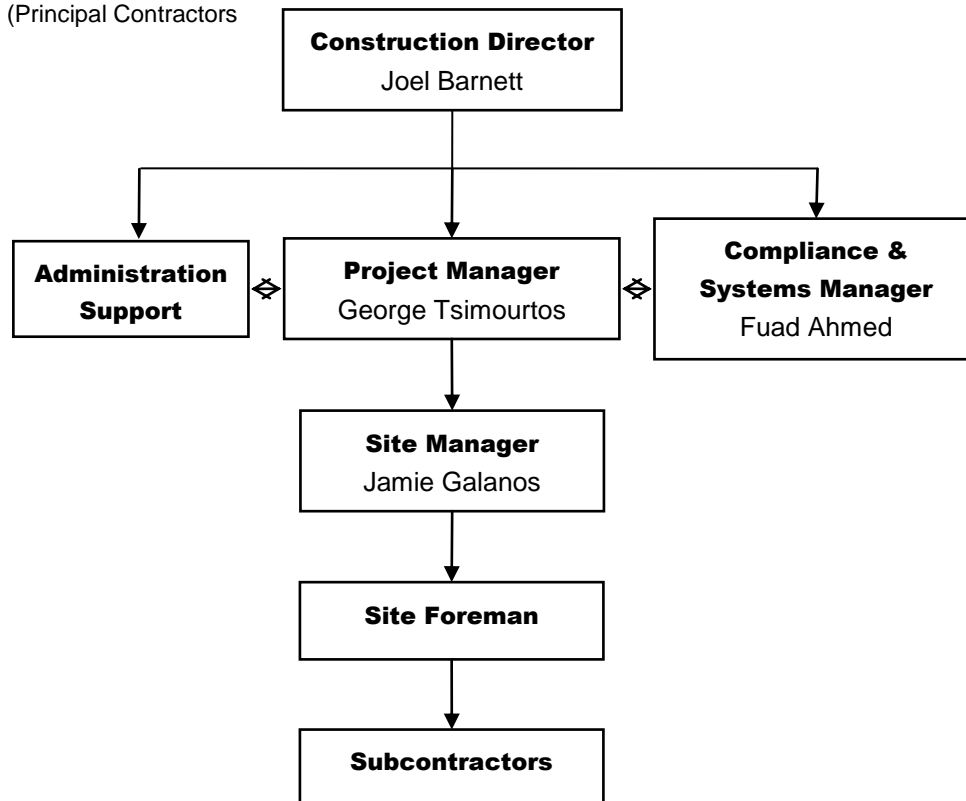 (Principal Contractors
Construction Director
Joel Barnett
Administration
Support
Project Manager
George Tsimourtos
Compliance &
Systems Manager
Fuad Ahmed
Site Manager
Jamie Galanos
Site Foreman
Subcontractors